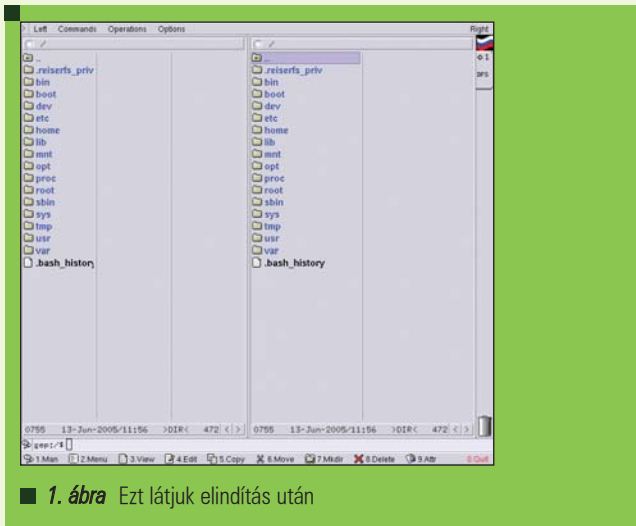 Left Commands Operations Options Right
/ /
.. ..
.reiserfs_priv .reiserfs_priv
bin bin
boot boot
dev dev
etc etc
home home
lib lib
mnt mnt
opt opt
proc proc
root root
sbin sbin
sys sys
tmp tmp
usr usr
var var
.bash_history .bash_history
0755 13-Jun-2005/11:56 >DIR< 472 < > 0755 13-Jun-2005/11:56 >DIR< 472 < >
gep:/$
1.Man 2.Menu 3.View 4.Edit 5.Copy 6.Move 7.Mkdir 8.Delete 9.Attr 0.Quit
1. ábra Ezt látjuk elindítás után